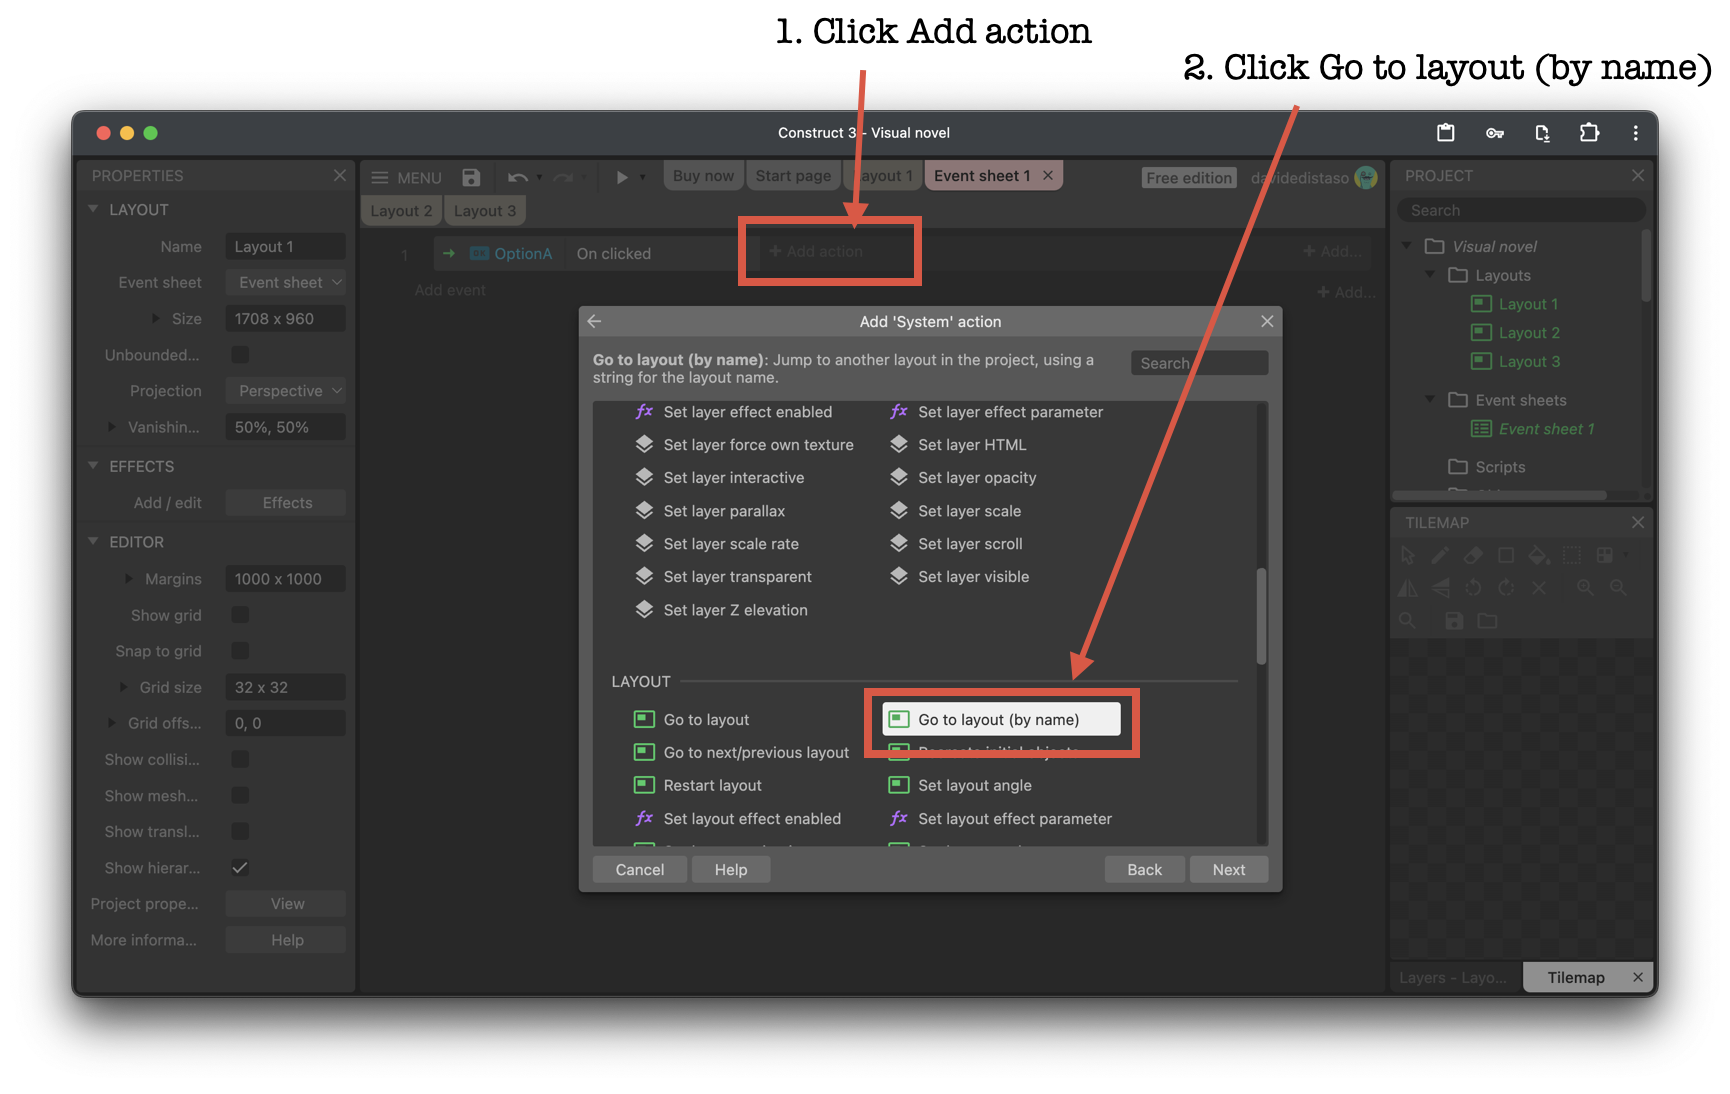 1. Click Add action
2. Click Go to layout (by name)
Construct 3 - Visual novel
PROPERTIES
MENU
Buy now
Start page
ayout 1
Event sheet 1
Free edition
davidedistaso
PROJECT
LAYOUT
Layout 2
Layout 3
Search
Name
Layout 1
1
OptionA
On clicked
+ Add action
+ Add...
Visual novel
Event sheet
Event sheet
Add event
+ Add...
Layouts
Size
1708 x 960
Layout 1
Unbounded...
Layout 2
Projection
Perspective
Layout 3
Vanishin...
50%, 50%
Event sheets
EFFECTS
Event sheet 1
Add / edit
Effects
Scripts
EDITOR
TILEMAP
Margins
1000 x 1000
Show grid
Snap to grid
Grid size
32 x 32
Grid offs...
0, 0
Show collisi...
Show mesh...
Show transl...
Show hierar...
Project prope...
View
More informa...
Help
Add 'System' action
Go to layout (by name): Jump to another layout in the project, using a
string for the layout name.
Search
fx Set layer effect enabled
fx Set layer effect parameter
Set layer force own texture
Set layer HTML
Set layer interactive
Set layer opacity
Set layer parallax
Set layer scale
Set layer scale rate
Set layer scroll
Set layer transparent
Set layer visible
Set layer Z elevation
LAYOUT
Go to layout
Go to layout (by name)
Go to next/previous layout
Restart layout
Set layout angle
fx Set layout effect enabled
fx Set layout effect parameter
Cancel
Help
Back
Next
Layers - Layo...
Tilemap